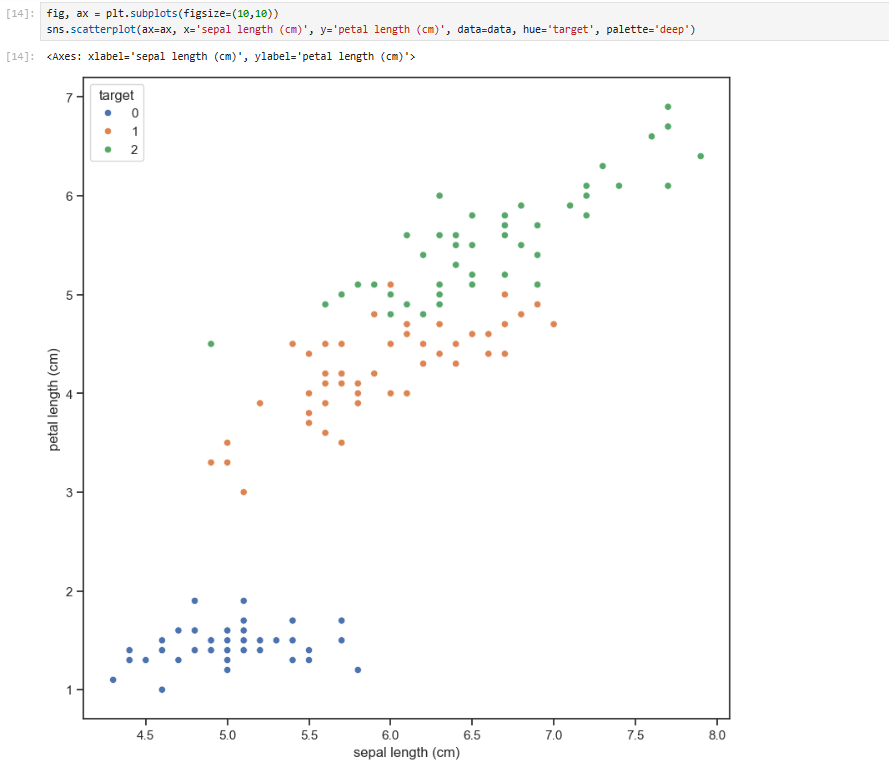 [14]: fig, ax = plt.subplots(figsize=(10,10))
sns.scatterplot(ax=ax, x='sepal length (cm)', y='petal length (cm)', data=data, hue='target', palette='deep')
[14]: <Axes: xlabel='sepal length (cm)', ylabel='petal length (cm)'>
target
0
1
2
7
6
5
4
3
2
1
petal length (cm)
4.5 5.0 5.5 6.0 6.5 7.0 7.5 8.0
sepal length (cm)